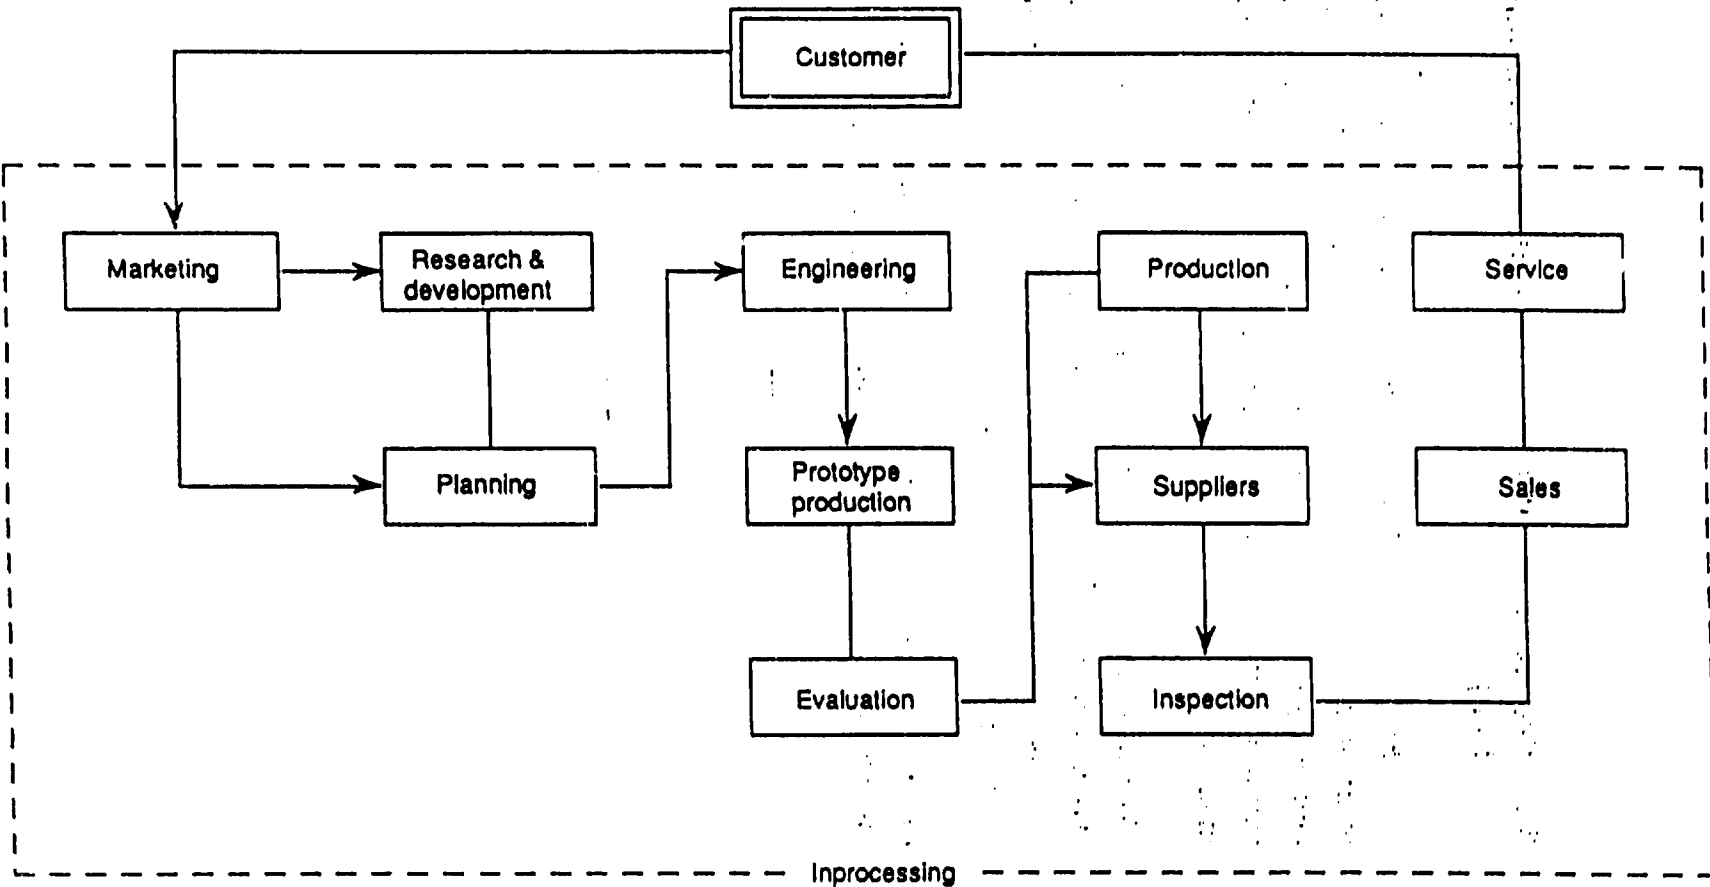 Customer
Marketing
Research &
development
Engineering
Production
Service
Planning
Prototype
production
Suppliers
Sales
Evaluation
Inspection
Inprocessing